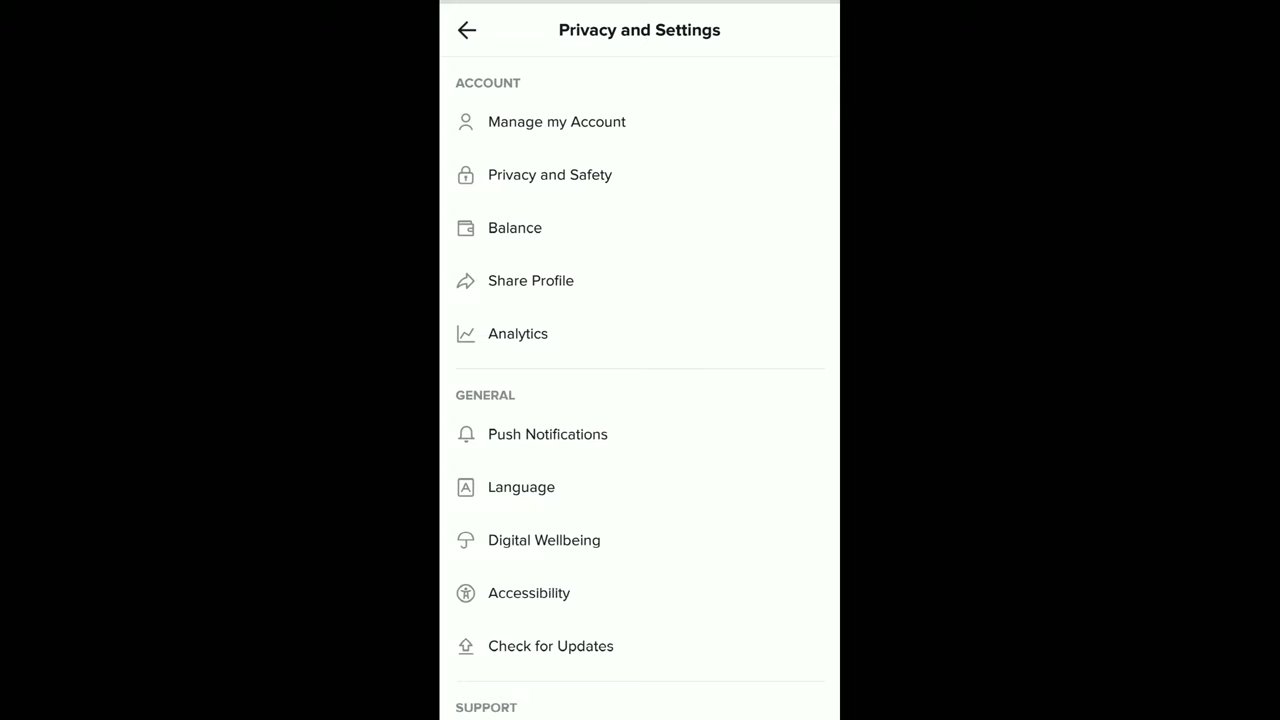 Privacy and Settings
ACCOUNT
Manage my Account
Privacy and Safety
Balance
Share Profile
Analytics
GENERAL
Push Notifications
Language
Digital Wellbeing
Accessibility
Check for Updates
SUPPORT